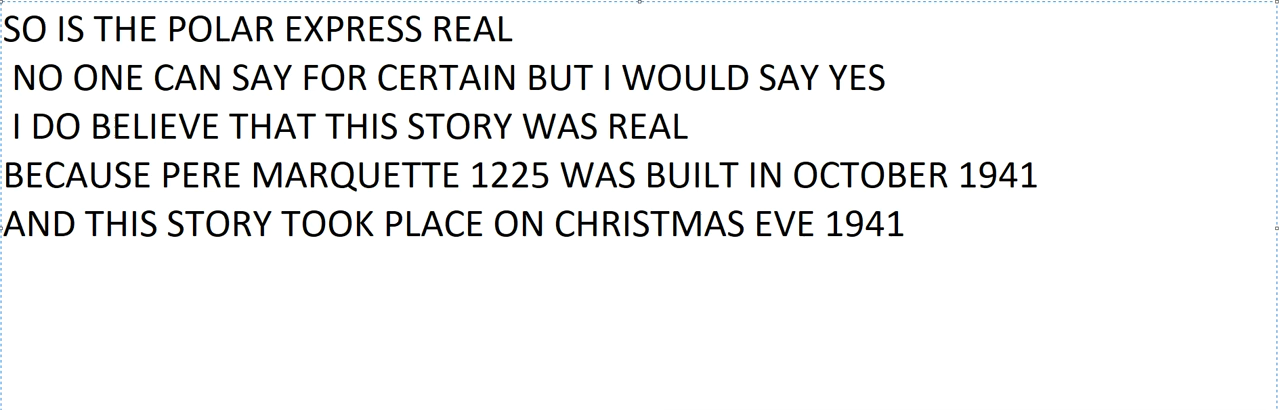 SO IS THE POLAR EXPRESS REAL
NO ONE CAN SAY FOR CERTAIN BUT I WOULD SAY YES
I DO BELIEVE THAT THIS STORY WAS REAL
BECAUSE PERE MARQUETTE 1225 WAS BUILT IN OCTOBER 1941
AND THIS STORY TOOK PLACE ON CHRISTMAS EVE 1941